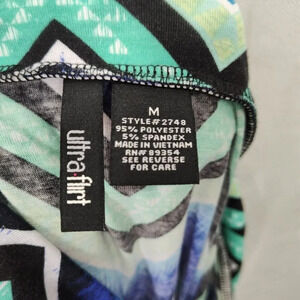 ultra flirt
M
STYLE# 2748
95% POLYESTER
5% SPANDEX
MADE IN VIETNAM
RN# 89354
SEE REVERSE
FOR CARE